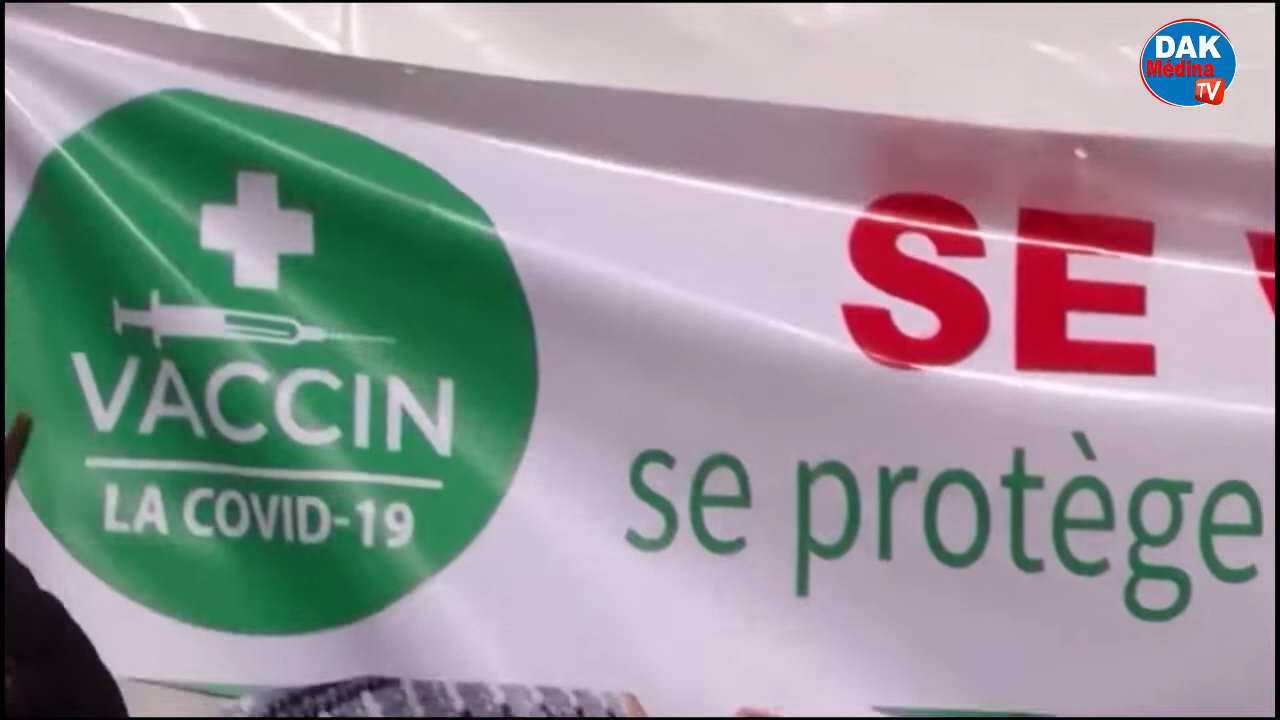 DAK
Médina
TV
VACCIN
LA COVID-19
SE
se protège